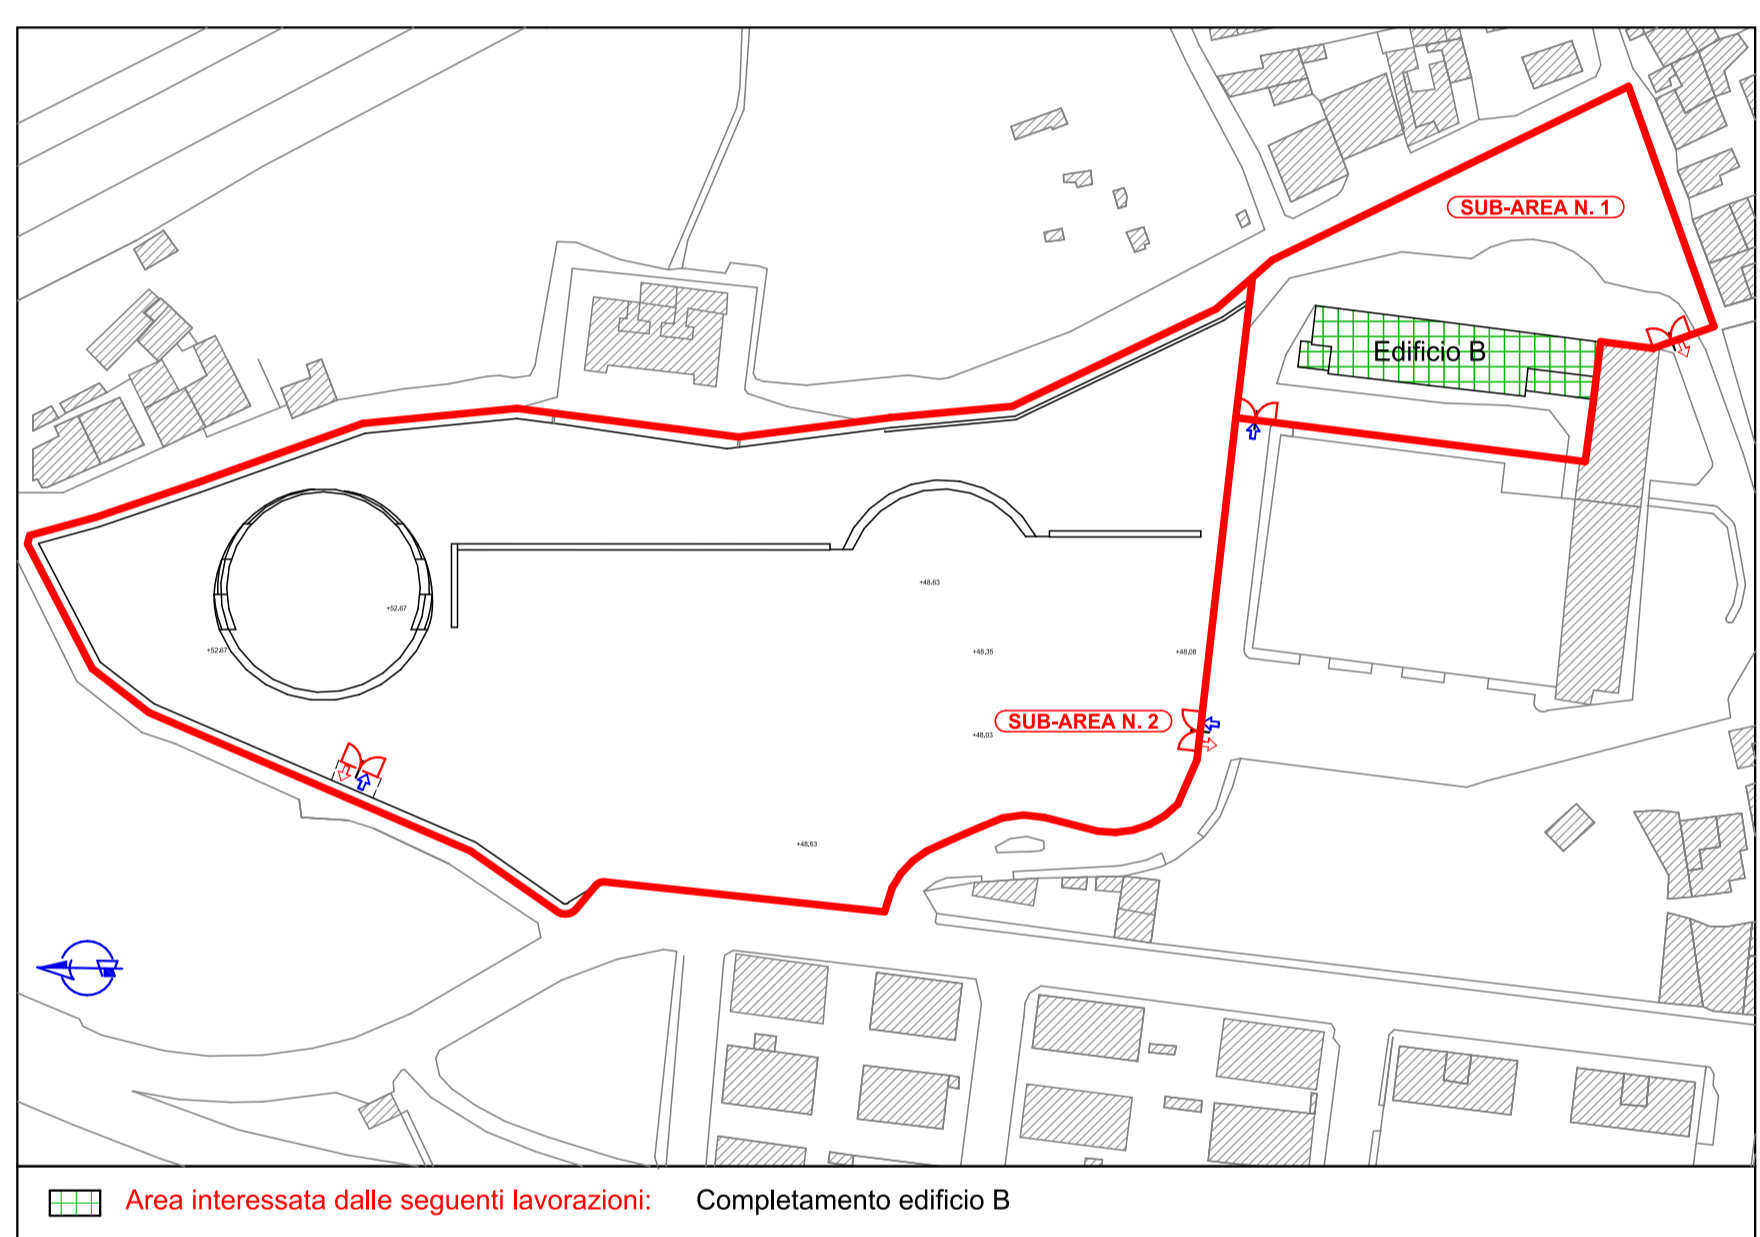 SUB-AREA N. 1
Edificio B
+48.63
+52.67
+52.67
+48.35
+48.08
SUB-AREA N. 2
+48.03
+48.63
Area interessata dalle seguenti lavorazioni: Completamento edificio B